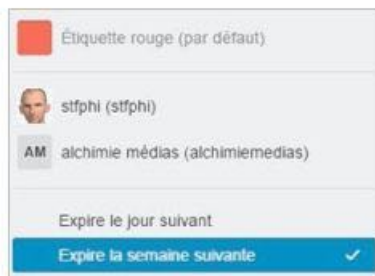 Étiquette rouge (par défaut)
stfphi (stfphi)
AM alchimie médias (alchimiemedias)
Expire le jour suivant
Expire la semaine suivante